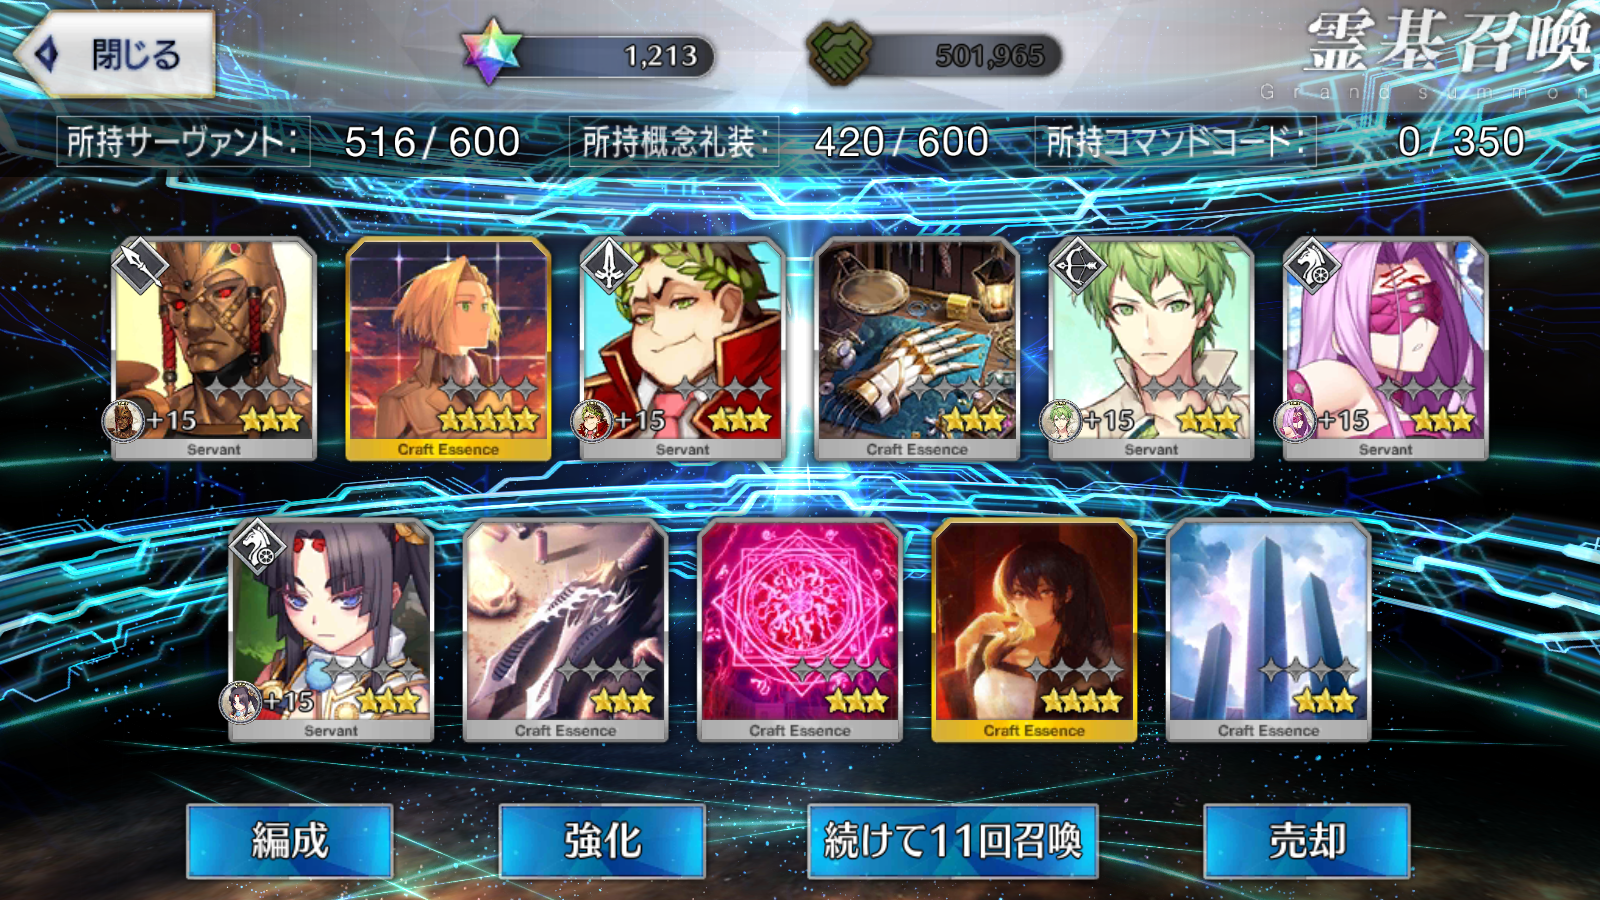 閉じる
1,213
501,965
霊基召喚
Grand summon
所持サーヴァント: 516 / 600
所持概念礼装: 420 / 600
所持コマンドコード: 0 / 350
+15
+15
+15
+15
Servant
Craft Essence
Servant
Craft Essence
Servant
Servant
+15
Servant
Craft Essence
Craft Essence
Craft Essence
Craft Essence
編成
強化
続けて11回召喚
売却